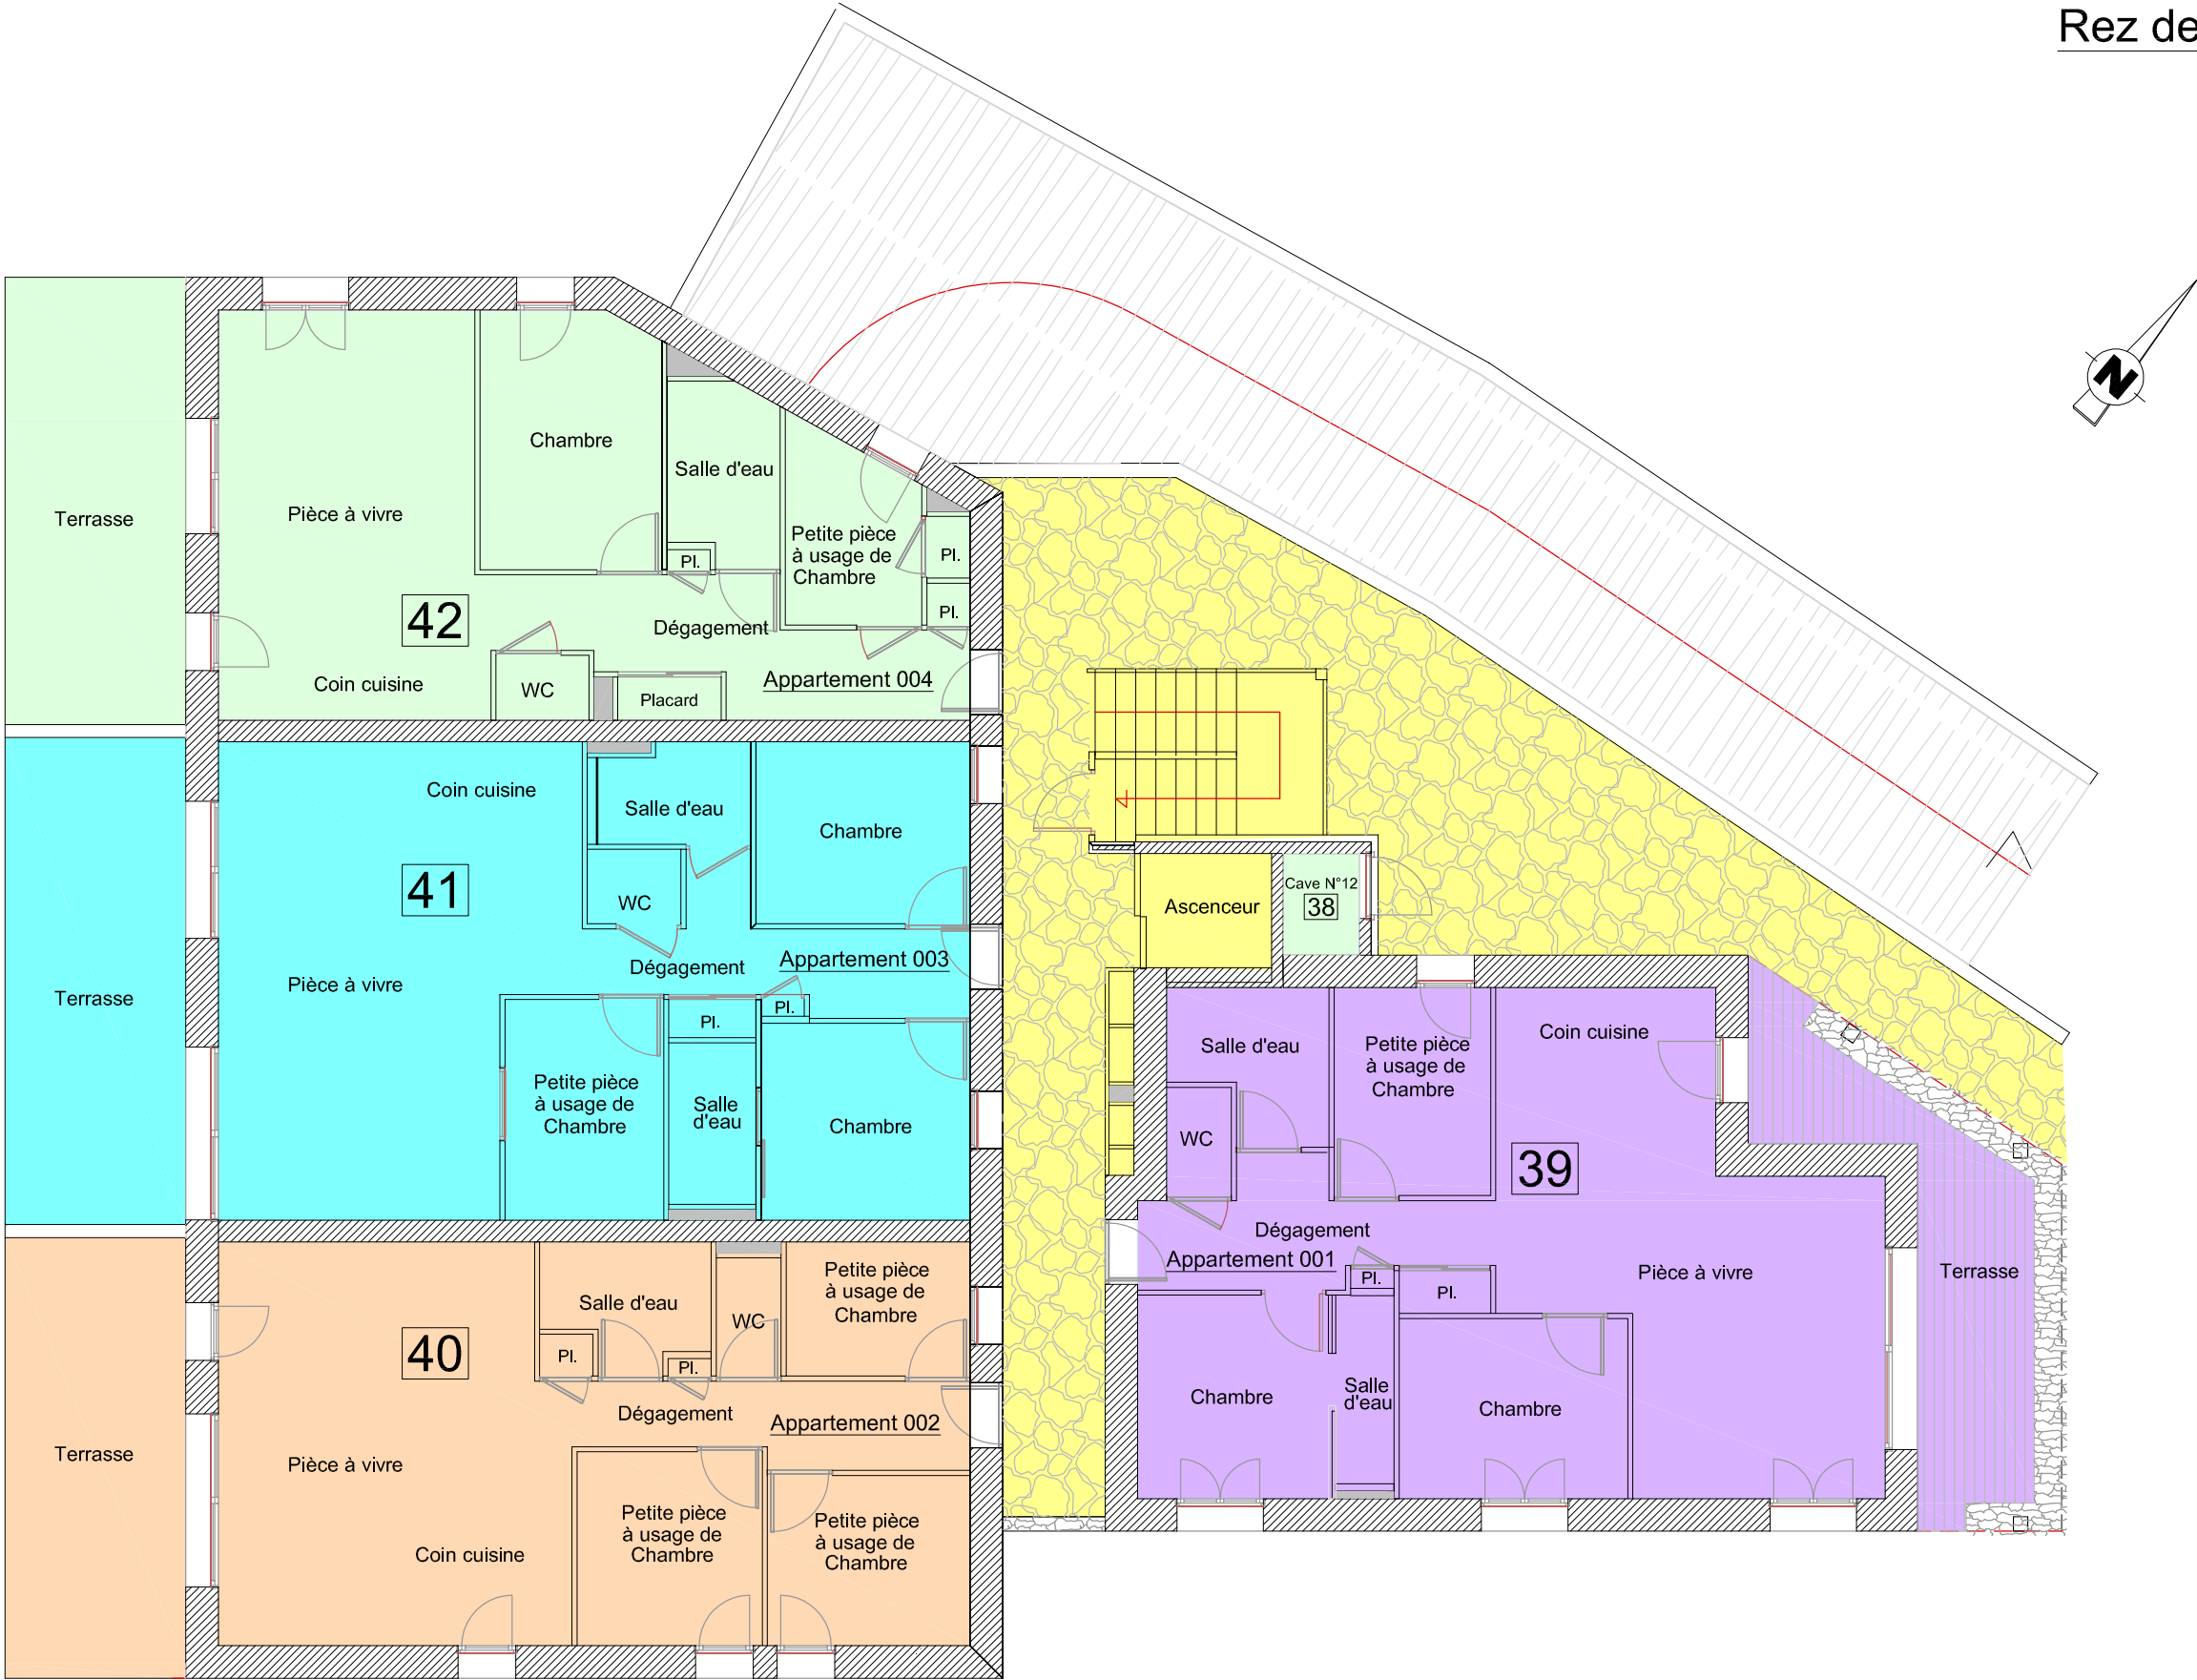 Rez de
N
Terrasse
Pièce à vivre
Chambre
Salle d'eau
Pl.
Petite pièce
à usage de
Chambre
Pl.
Pl.
42
Dégagement
Coin cuisine
WC
Placard
Appartement 004
Terrasse
Coin cuisine
Salle d'eau
Chambre
41
WC
Pièce à vivre
Dégagement
Appartement 003
Pl.
Pl.
Petite pièce
à usage de
Chambre
Salle
d'eau
Chambre
Ascenceur
Cave N°12
38
Salle d'eau
Petite pièce
à usage de
Chambre
Coin cuisine
WC
39
Dégagement
Appartement 001
Pl.
Pl.
Pièce à vivre
Terrasse
Chambre
Salle
d'eau
Chambre
Terrasse
40
Salle d'eau
Pl.
Pl.
WC
Petite pièce
à usage de
Chambre
Dégagement
Appartement 002
Pièce à vivre
Coin cuisine
Petite pièce
à usage de
Chambre
Petite pièce
à usage de
Chambre